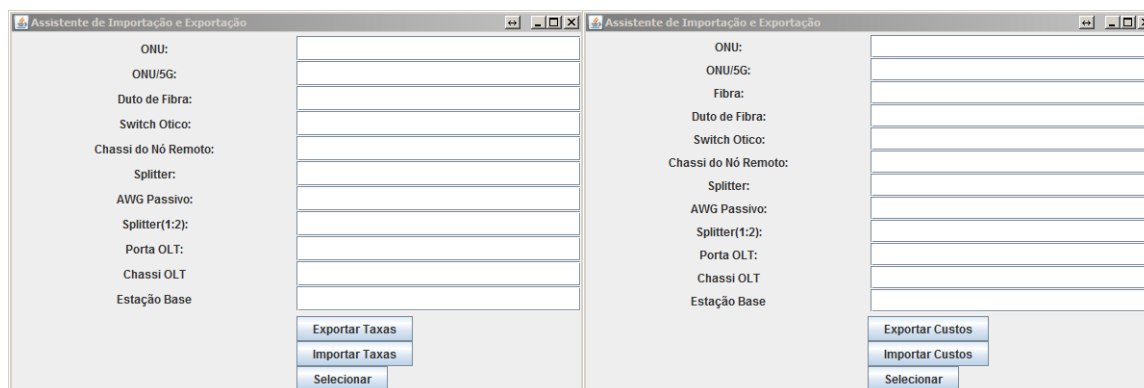 Assistente de Importação e Exportação
ONU:
ONU/5G:
Duto de Fibra:
Switch Otico:
Chassi do Nó Remoto:
Splitter:
AWG Passivo:
Splitter(1:2):
Porta OLT:
Chassi OLT
Estação Base
Exportar Taxas
Importar Taxas
Selecionar
Assistente de Importação e Exportação
ONU:
ONU/5G:
Fibra:
Duto de Fibra:
Switch Otico:
Chassi do Nó Remoto:
Splitter:
AWG Passivo:
Splitter(1:2):
Porta OLT:
Chassi OLT
Estação Base
Exportar Custos
Importar Custos
Selecionar